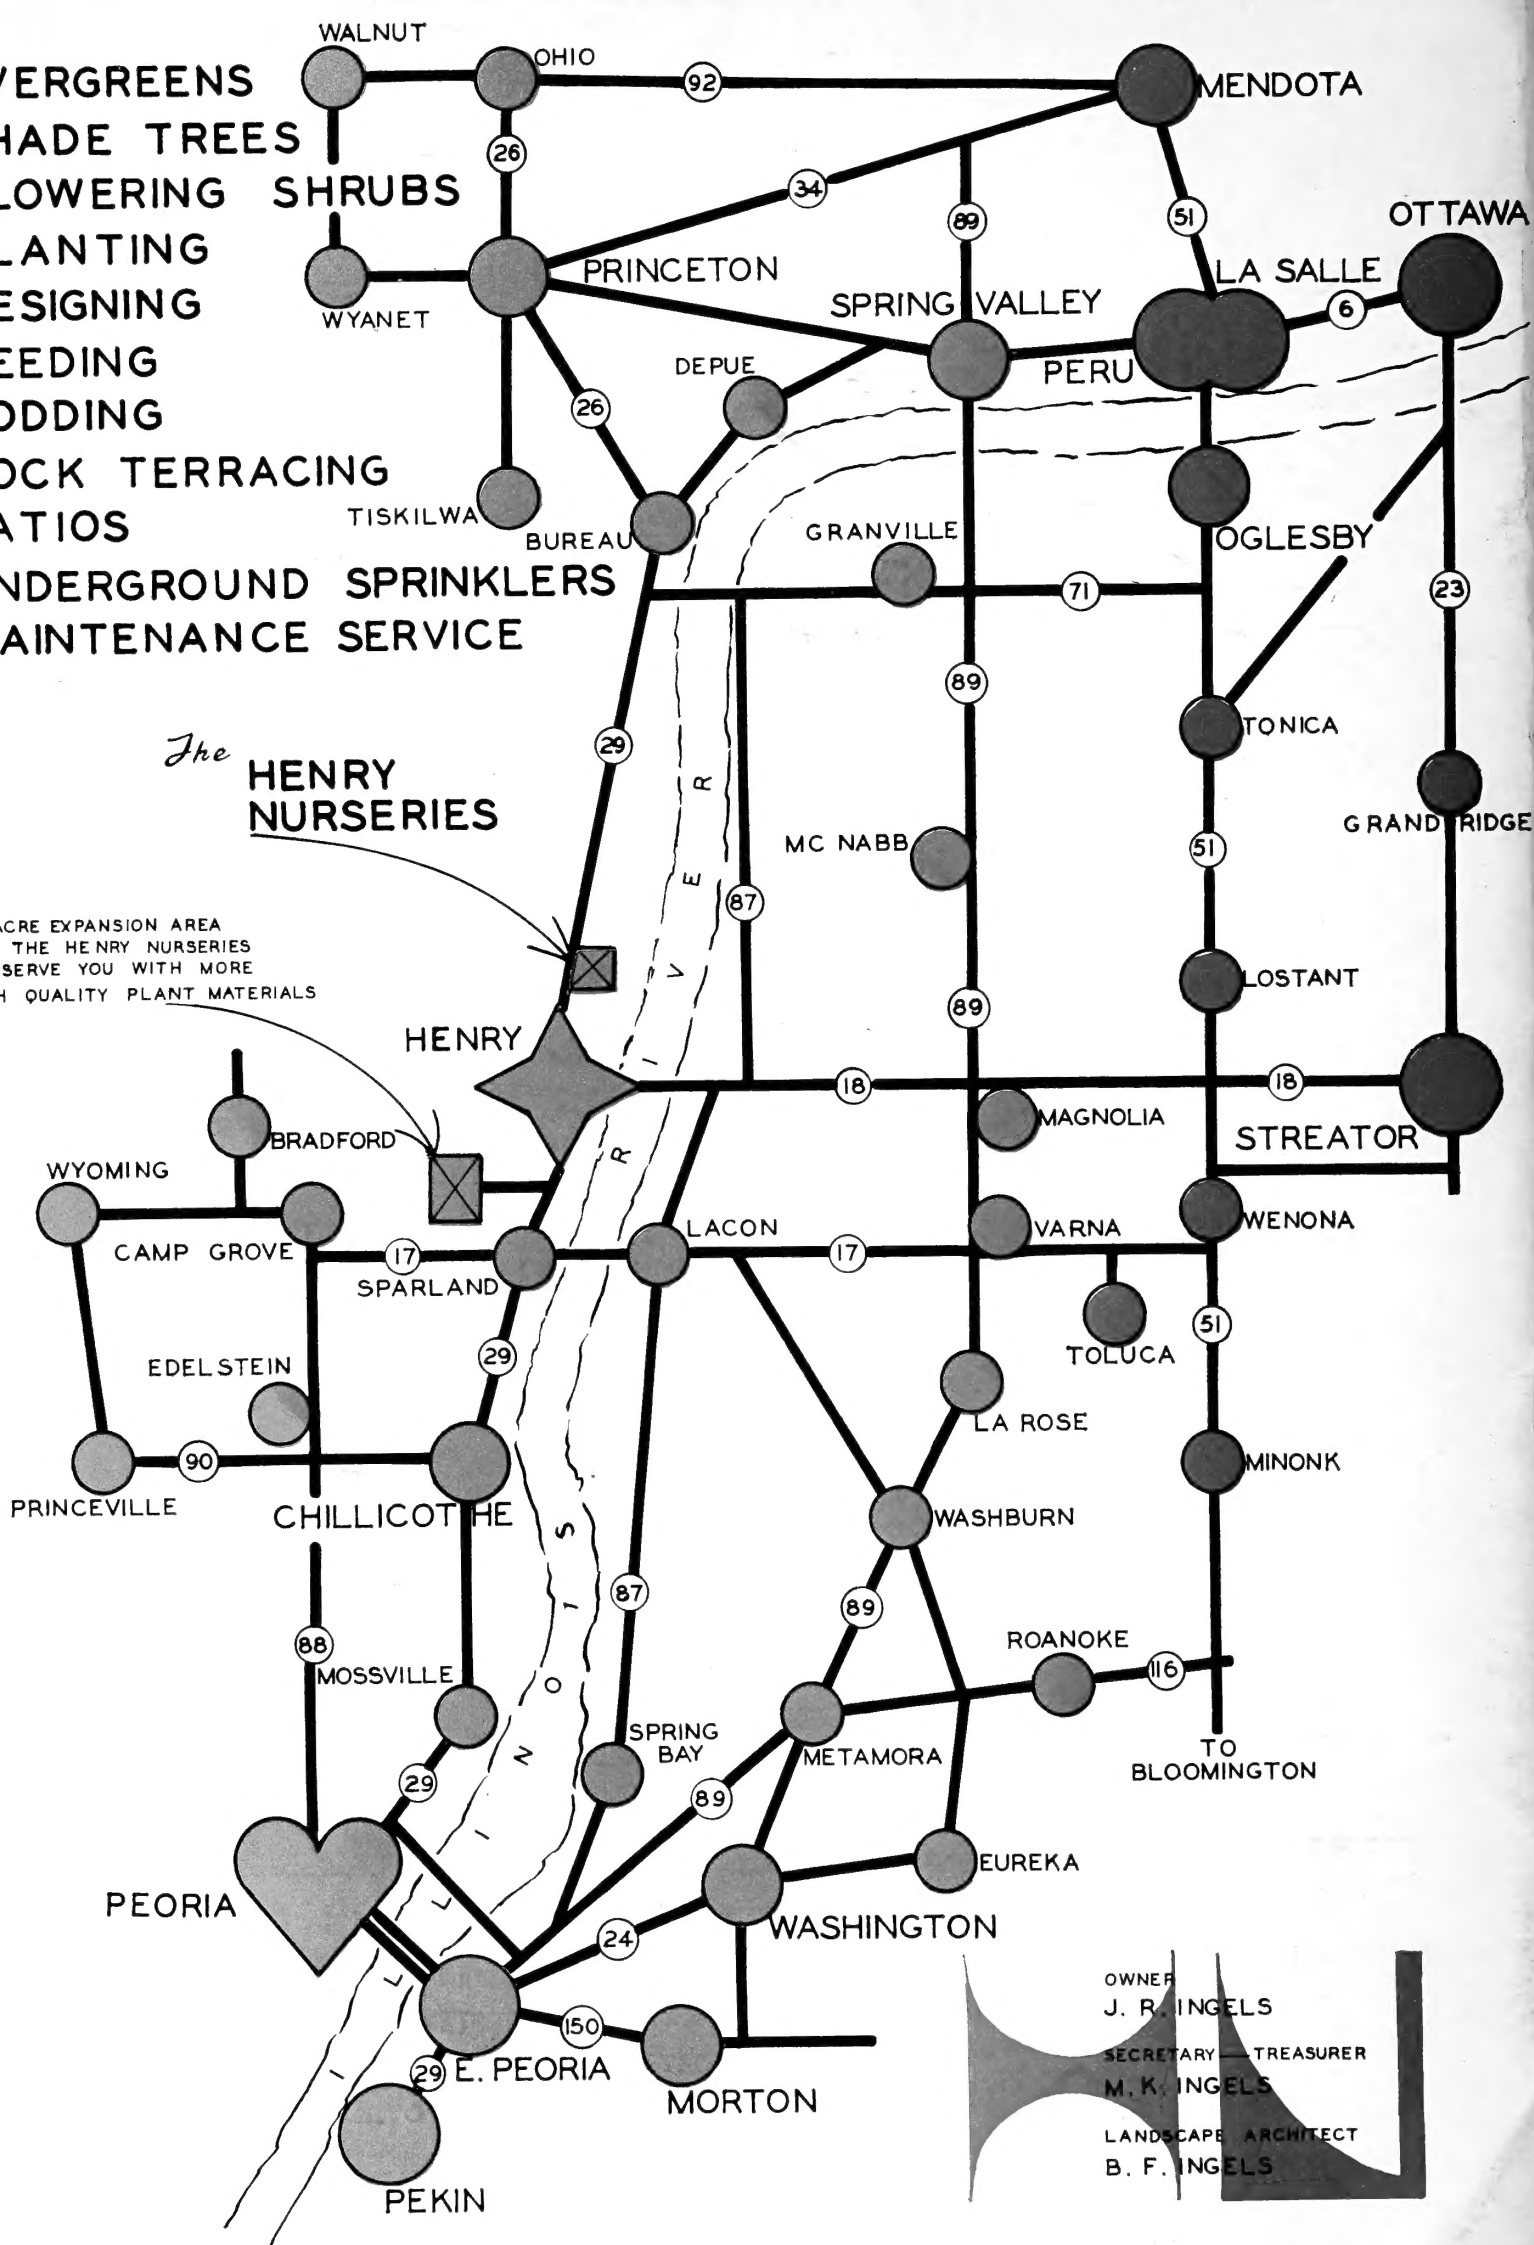 WALNUT
OHIO
92
MENDOTA
VERGREENS
HADE TREES
26
LOWERING SHRUBS
34
89
51
OTTAWA
LANTING
PRINCETON
LA SALLE
ESIGNING
WYANET
SPRING VALLEY
6
EEDING
DEPUE
PERU
ODDING
26
OCK TERRACING
TISKILWA
ATIOS
BUREAU
GRANVILLE
OGLESBY
NDERGROUND SPRINKLERS
71
23
AINTENANCE SERVICE
89
TONICA
The
HENRY
NURSERIES
29
GRAND RIDGE
MC NABB
51
87
ACRE EXPANSION AREA
THE HENRY NURSERIES
SERVE YOU WITH MORE
H QUALITY PLANT MATERIALS
LOSTANT
89
HENRY
18
18
MAGNOLIA
STREATOR
BRADFORD
WYOMING
CAMP GROVE
17
SPARLAND
LACON
17
VARNA
WENONA
TOLUCA
51
29
EDELSTEIN
LA ROSE
MINONK
90
PRINCEVILLE
CHILLICOTHE
WASHBURN
87
89
88
MOSSVILLE
ROANOKE
116
SPRING
BAY
METAMORA
TO
BLOOMINGTON
29
89
PEORIA
EUREKA
WASHINGTON
24
150
29
E. PEORIA
MORTON
PEKIN
ILLINOIS RIVER
OWNER
J. R. INGELS
SECRETARY—TREASURER
M. K. INGELS
LANDSCAPE ARCHITECT
B. F. INGELS